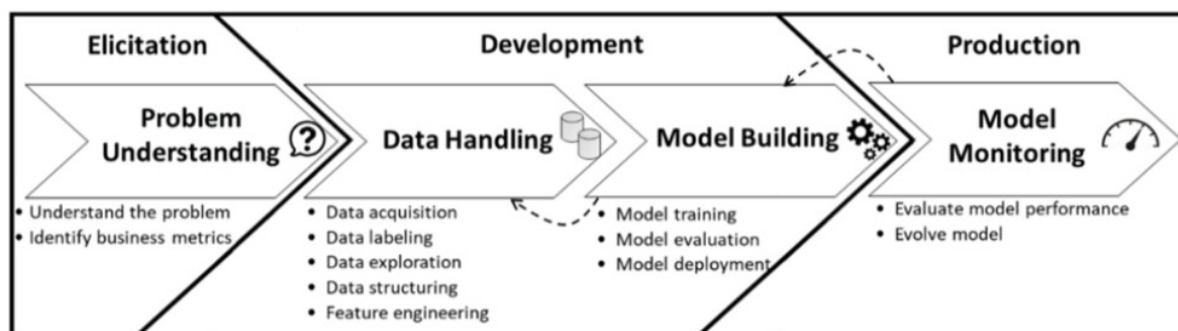 Elicitation
Development
Production
Problem
Understanding
?
Data Handling
Model Building
Model
Monitoring
• Understand the problem
• Identify business metrics
• Data acquisition
• Data labeling
• Data exploration
• Data structuring
• Feature engineering
• Model training
• Model evaluation
• Model deployment
• Evaluate model performance
• Evolve model